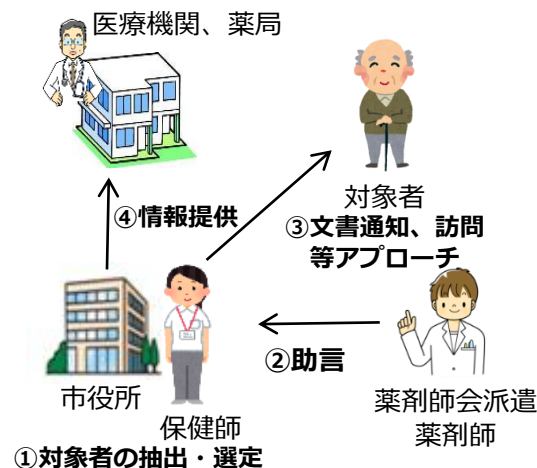 医療機関、薬局
対象者
④情報提供
③文書通知、訪問
等アプローチ
②助言
市役所
保健師
薬剤師会派遣
薬剤師
①対象者の抽出・選定